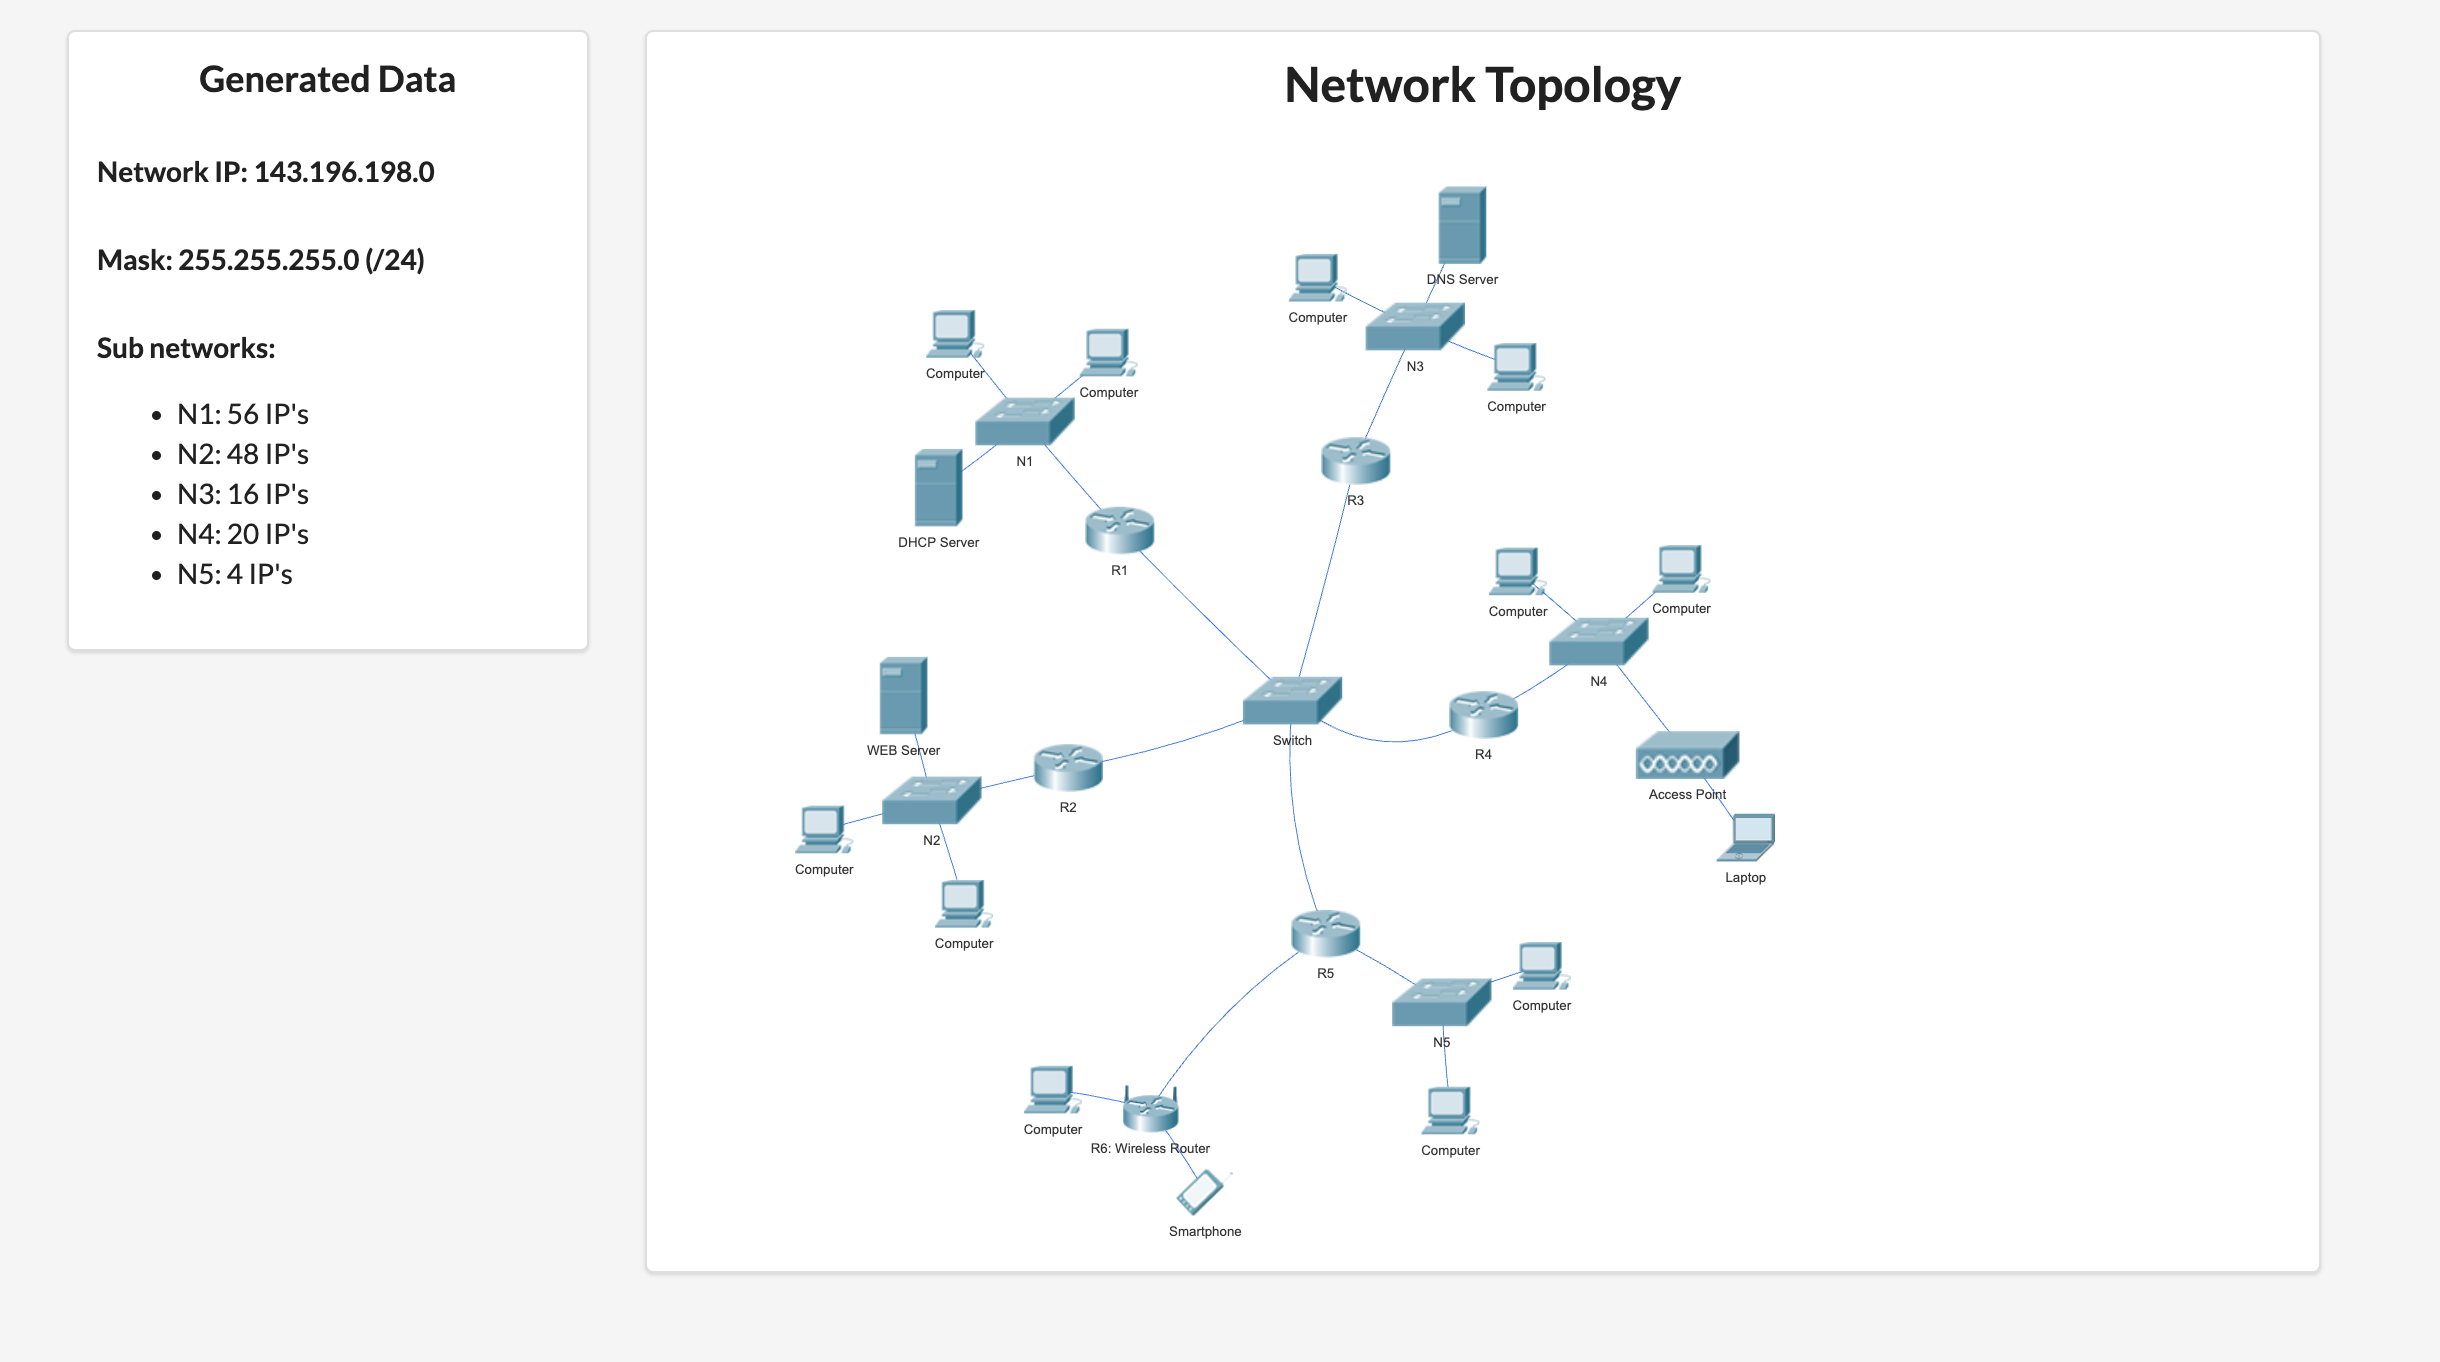 Generated Data
Network IP: 143.196.198.0
Mask: 255.255.255.0 (/24)
Sub networks:
• N1: 56 IP's
• N2: 48 IP's
• N3: 16 IP's
• N4: 20 IP's
• N5: 4 IP's
Network Topology
DNS Server
Computer
N3
Computer
Computer
Computer
N1
DHCP Server
R1
R3
Computer
Computer
N4
Switch
R4
WEB Server
Access Point
R2
N2
Computer
Laptop
Computer
R5
Computer
N5
Computer
R6: Wireless Router
Computer
Smartphone